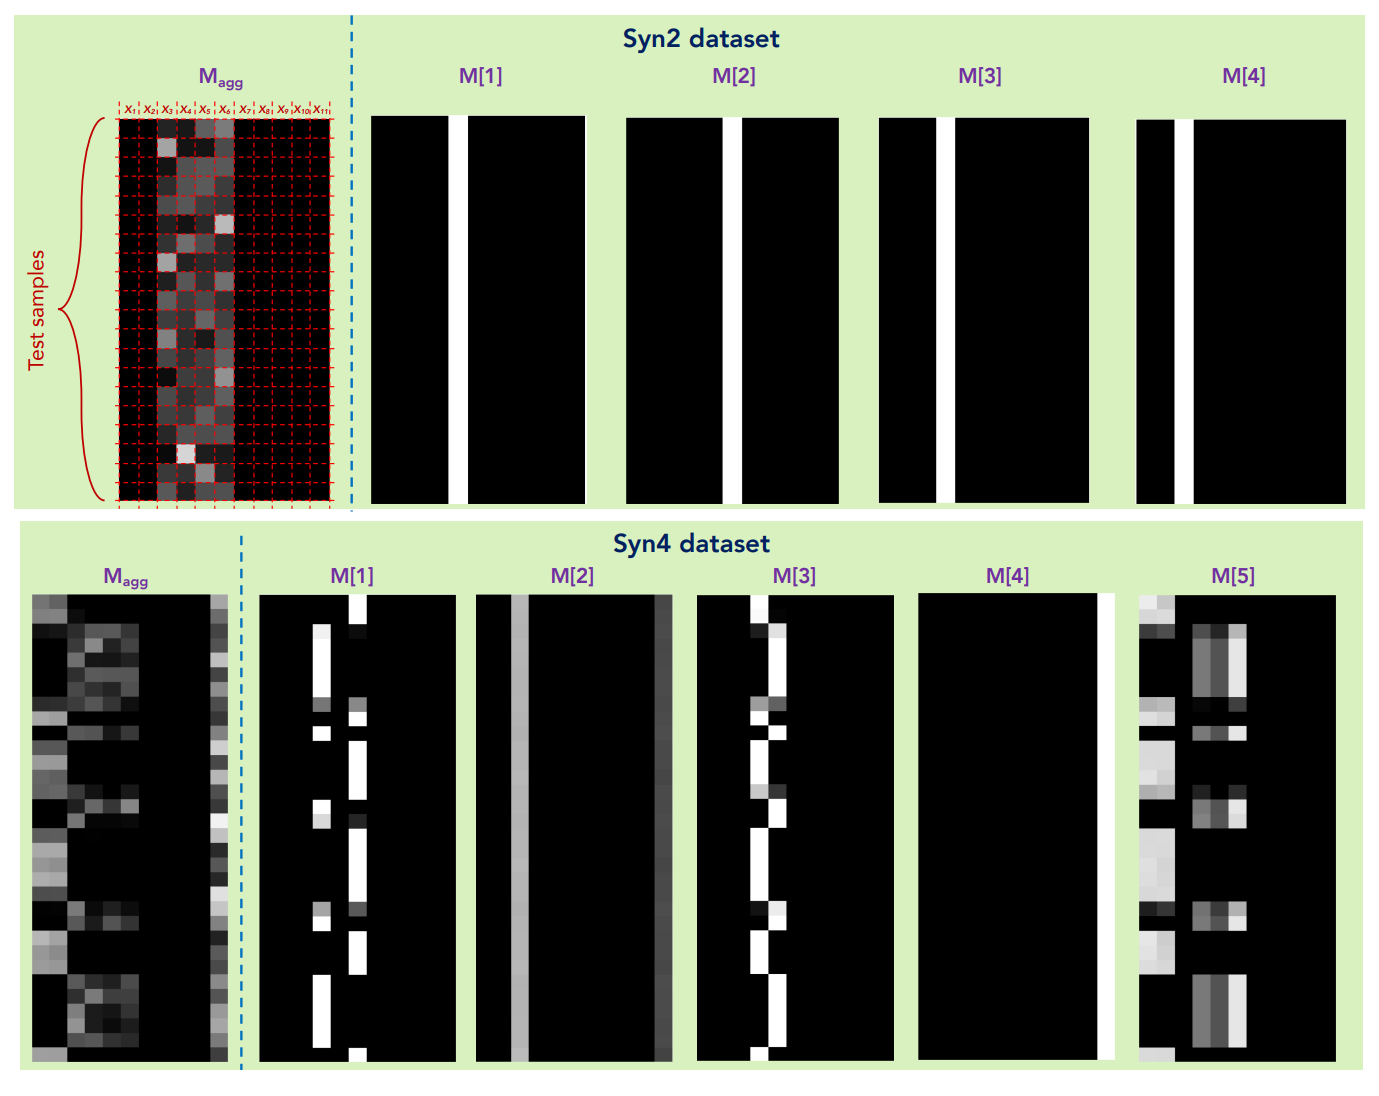 Syn2 dataset
Magg M[1] M[2] M[3] M[4]
X1 X2 X3 X4 X5 X6 X7 X8 X9 X10 X11
Test samples
Syn4 dataset
Magg M[1] M[2] M[3] M[4] M[5]